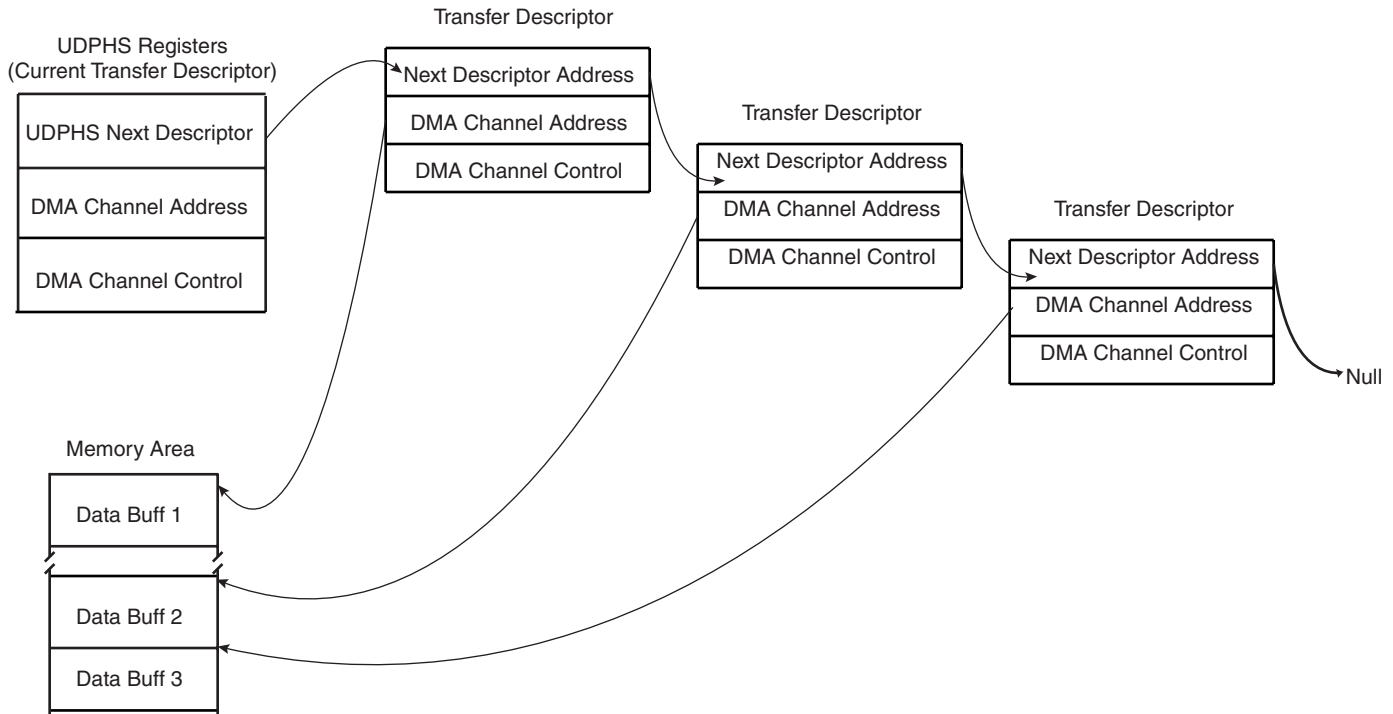 UDPHS Registers
(Current Transfer Descriptor)
UDPHS Next Descriptor
DMA Channel Address
DMA Channel Control
Transfer Descriptor
Next Descriptor Address
DMA Channel Address
DMA Channel Control
Transfer Descriptor
Next Descriptor Address
DMA Channel Address
DMA Channel Control
Transfer Descriptor
Next Descriptor Address
DMA Channel Address
DMA Channel Control
Null
Memory Area
Data Buff 1
Data Buff 2
Data Buff 3